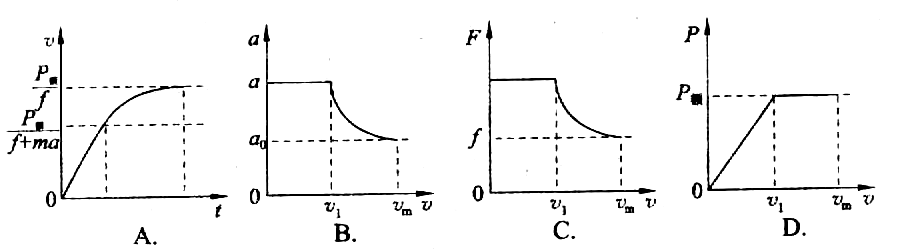 v
P额/f
P额/(f+ma)
0
t
A.
a
a
a₀
0
v₁
vₘ
v
B.
F
f
0
v₁
vₘ
v
C.
P
P额
0
v₁
vₘ
v
D.